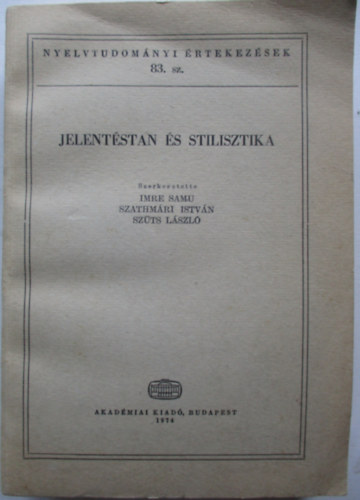 NYELVTUDOMÁNYI ÉRTEKEZÉSEK
83. sz.
JELENTÉSTAN ÉS STILISZTIKA
Szerkesztette
IMRE SAMU
SZATHMÁRI ISTVÁN
SZŰTS LÁSZLÓ
AKADÉMIAI KIADÓ, BUDAPEST
1974